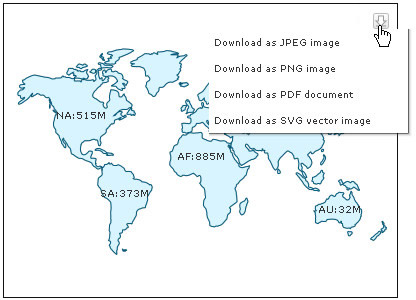 Download as JPEG image
Download as PNG image
Download as PDF document
Download as SVG vector image
NA:515M
AF:885M
SA:373M
AU:32M